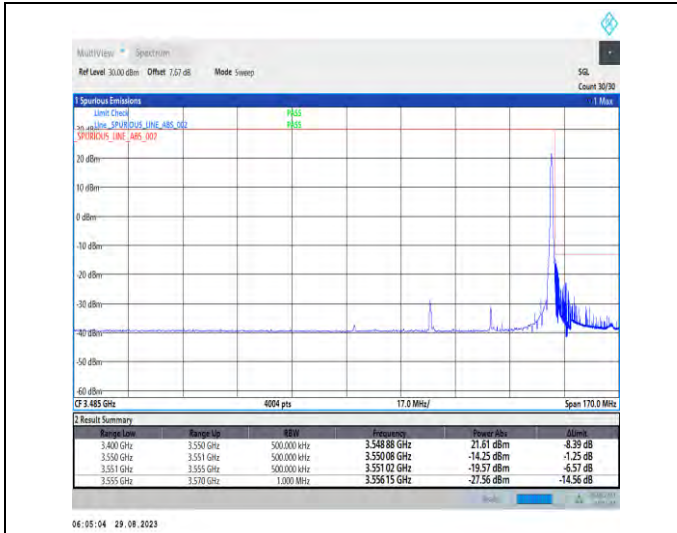 MultiView Spectrum
Ref Level 30.00 dBm Offset 7.67 dB Mode Sweep SGL
Count 30/30
1 Spurious Emissions 1 Max
Limit Check PASS
Line _SPURIOUS_LINE_ABS_002 PASS
_SPURIOUS_LINE_ABS_002
20 dBm
10 dBm
0 dBm
-10 dBm
-20 dBm
-30 dBm
-40 dBm
-50 dBm
-60 dBm
CF 3.485 GHz 4004 pts 17.0 MHz/ Span 170.0 MHz
2 Result Summary
Range Low Range Up RBW Frequency Power Abs ΔLimit
3.400 GHz 3.550 GHz 500.000 kHz 3.548 88 GHz 21.61 dBm -8.39 dB
3.550 GHz 3.551 GHz 500.000 kHz 3.550 08 GHz -14.25 dBm -1.25 dB
3.551 GHz 3.555 GHz 500.000 kHz 3.551 02 GHz -19.57 dBm -6.57 dB
3.555 GHz 3.570 GHz 1.000 MHz 3.556 15 GHz -27.56 dBm -14.56 dB
06:05:04 29.08.2023